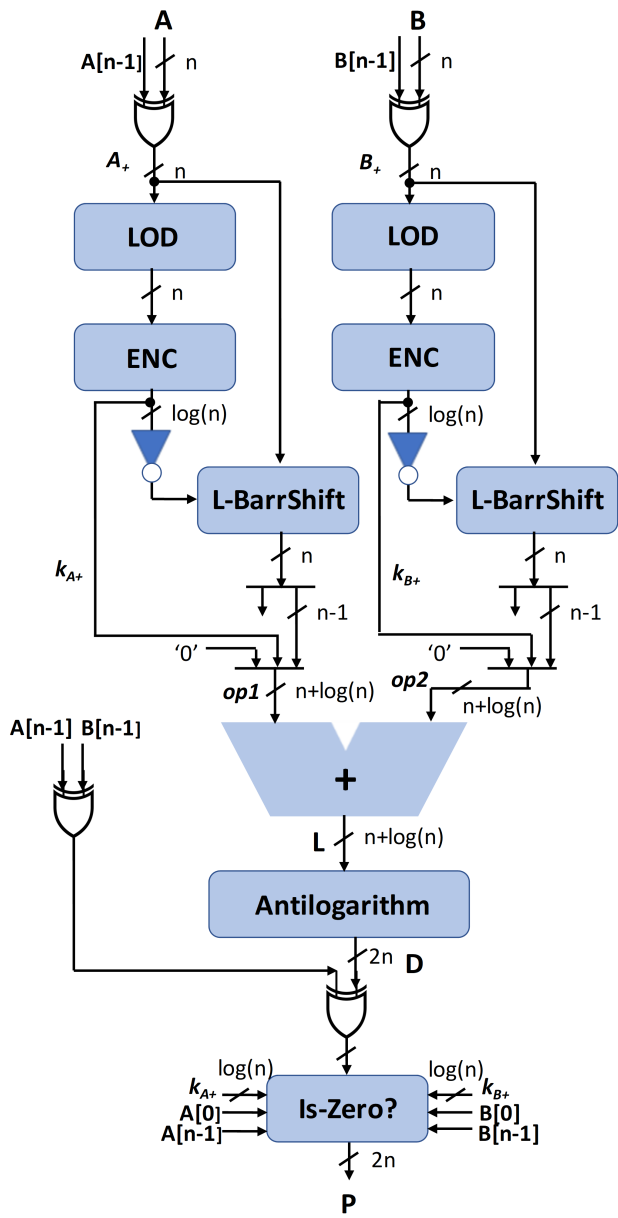 A B
A[n-1] n B[n-1] n
A+ n B+ n
LOD LOD
n n
ENC ENC
log(n) log(n)
L-BarrShift L-BarrShift
n n
kA+ kB+
n-1 n-1
‘0’ ‘0’
op1 n+log(n) op2 n+log(n)
A[n-1] B[n-1]
+
L n+log(n)
Antilogarithm
2n D
log(n) log(n)
kA+ kB+
A[0] Is-Zero? B[0]
A[n-1] B[n-1]
2n
P